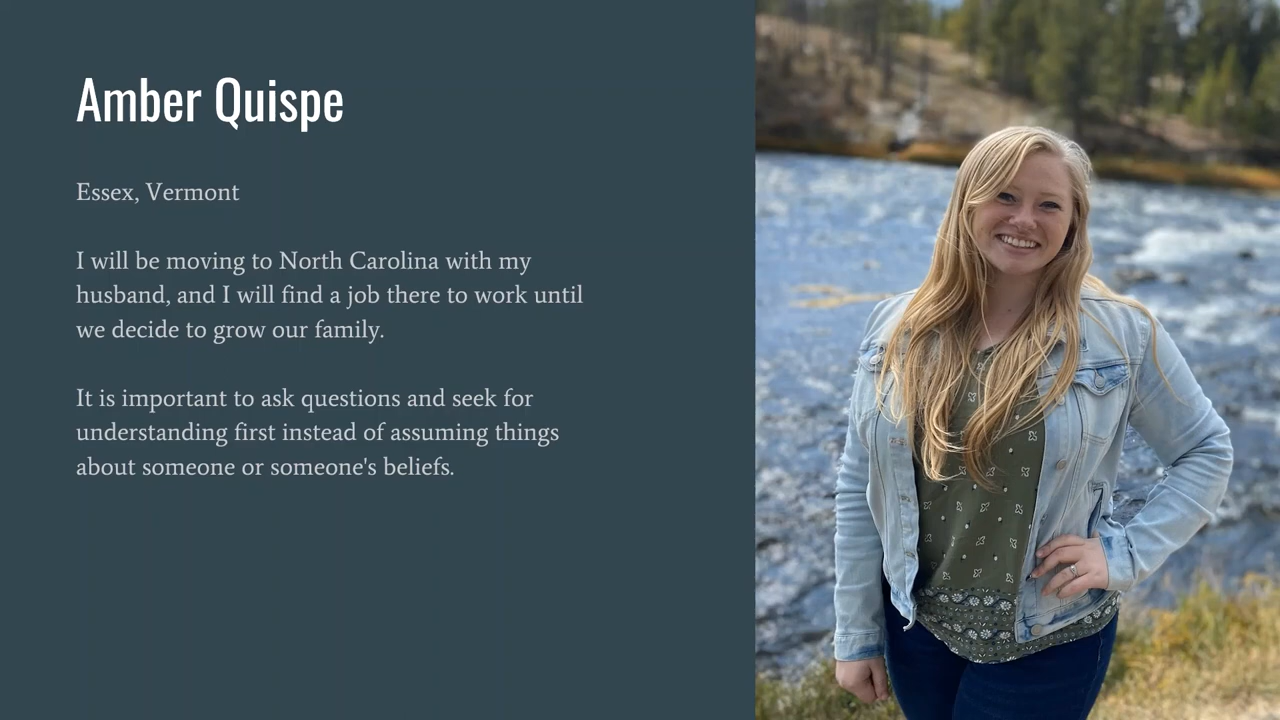 Amber Quispe
Essex, Vermont
I will be moving to North Carolina with my
husband, and I will find a job there to work until
we decide to grow our family.
It is important to ask questions and seek for
understanding first instead of assuming things
about someone or someone's beliefs.